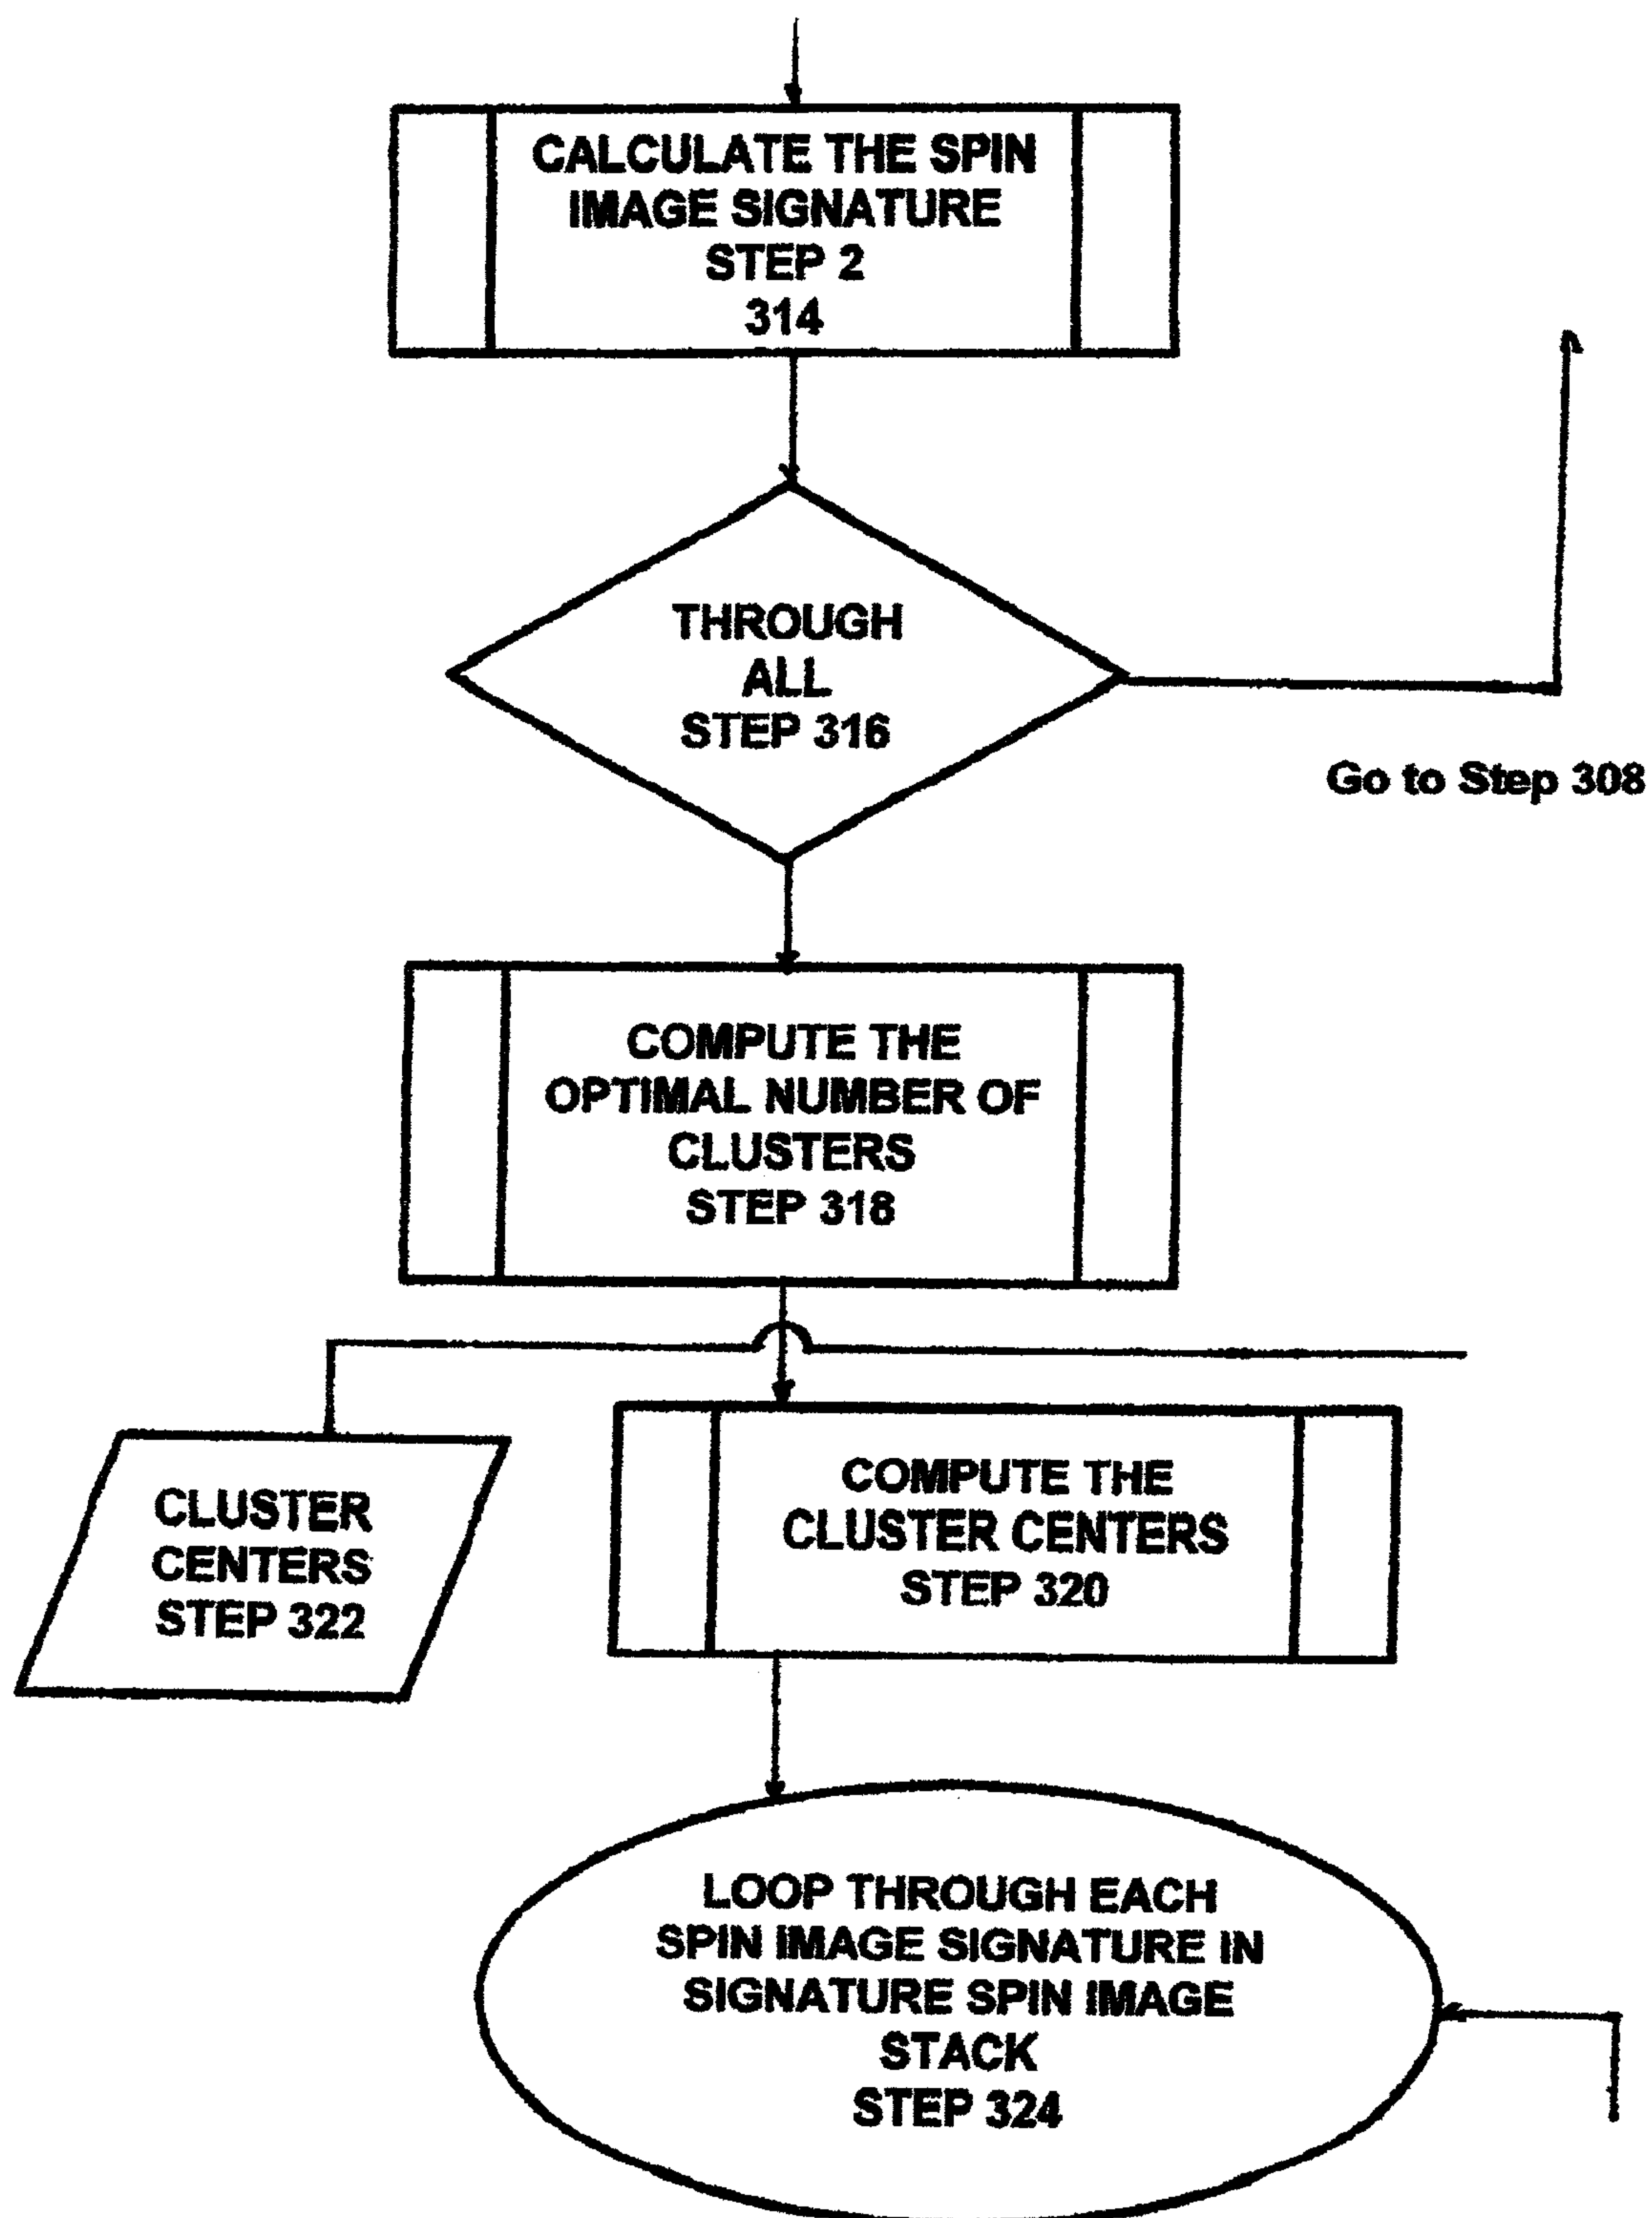 CALCULATE THE SPIN
IMAGE SIGNATURE
STEP 2
314
THROUGH
ALL
STEP 316
Go to Step 308
COMPUTE THE
OPTIMAL NUMBER OF
CLUSTERS
STEP 318
CLUSTER
CENTERS
STEP 322
COMPUTE THE
CLUSTER CENTERS
STEP 320
LOOP THROUGH EACH
SPIN IMAGE SIGNATURE IN
SIGNATURE SPIN IMAGE
STACK
STEP 324